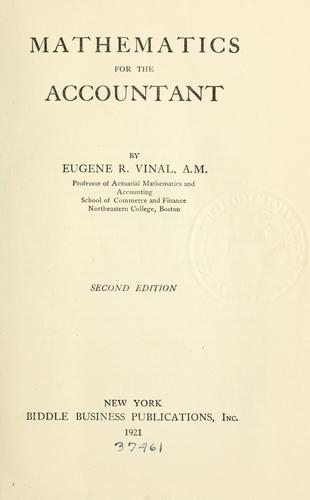 MATHEMATICS
FOR THE
ACCOUNTANT
BY
EUGENE R. VINAL, A.M.
Professor of Actuarial Mathematics and
Accounting
School of Commerce and Finance
Northeastern College, Boston
SECOND EDITION
NEW YORK
BIDDLE BUSINESS PUBLICATIONS, Inc.
1921
37461